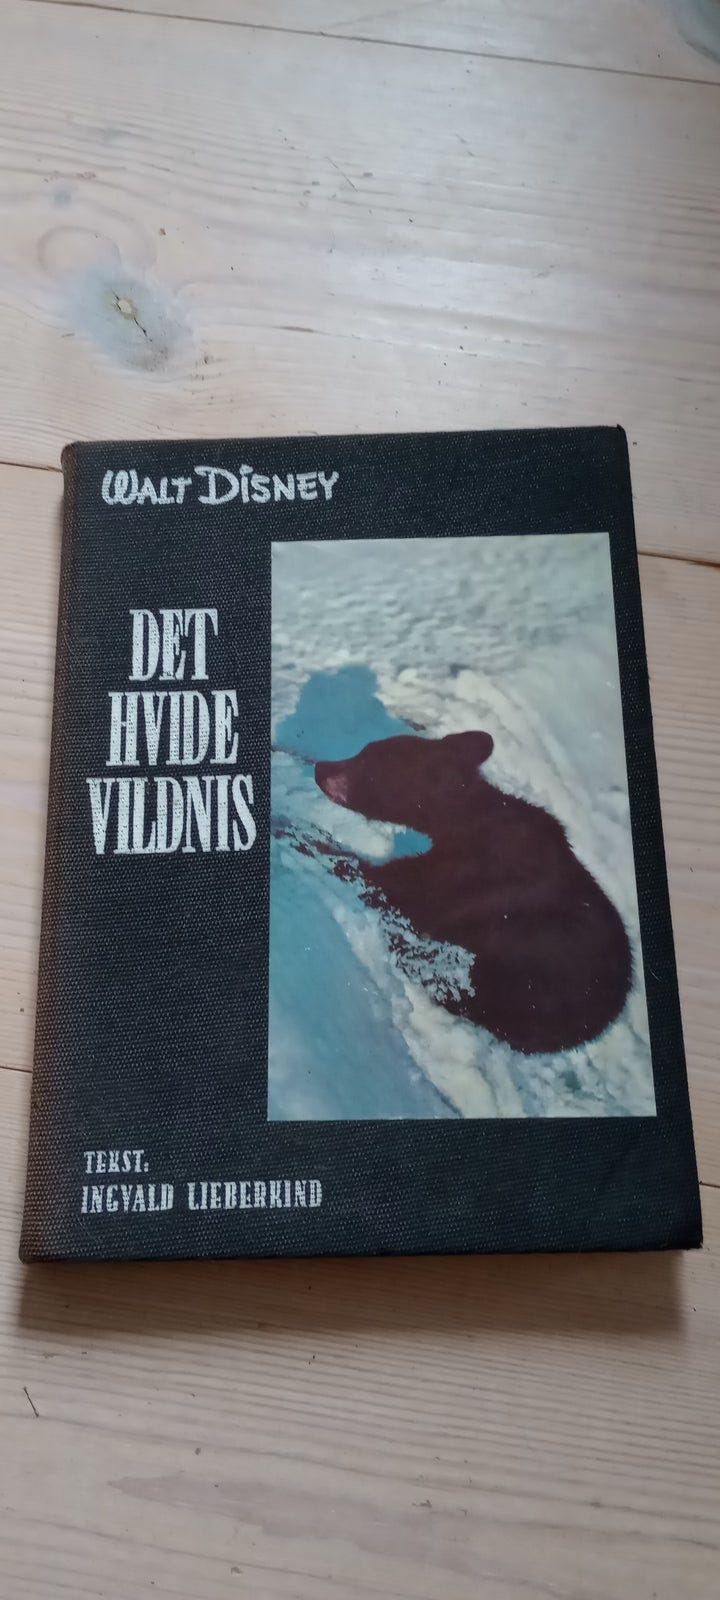 WALT DISNEY
DET
HVIDE
VILDNIS
TEKST:
INGVALD LIEBERKIND